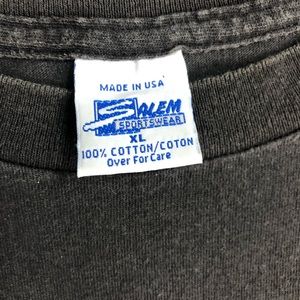 MADE IN USA
SALEM
SPORTSWEAR
XL
100% COTTON/COTON
Over For Care